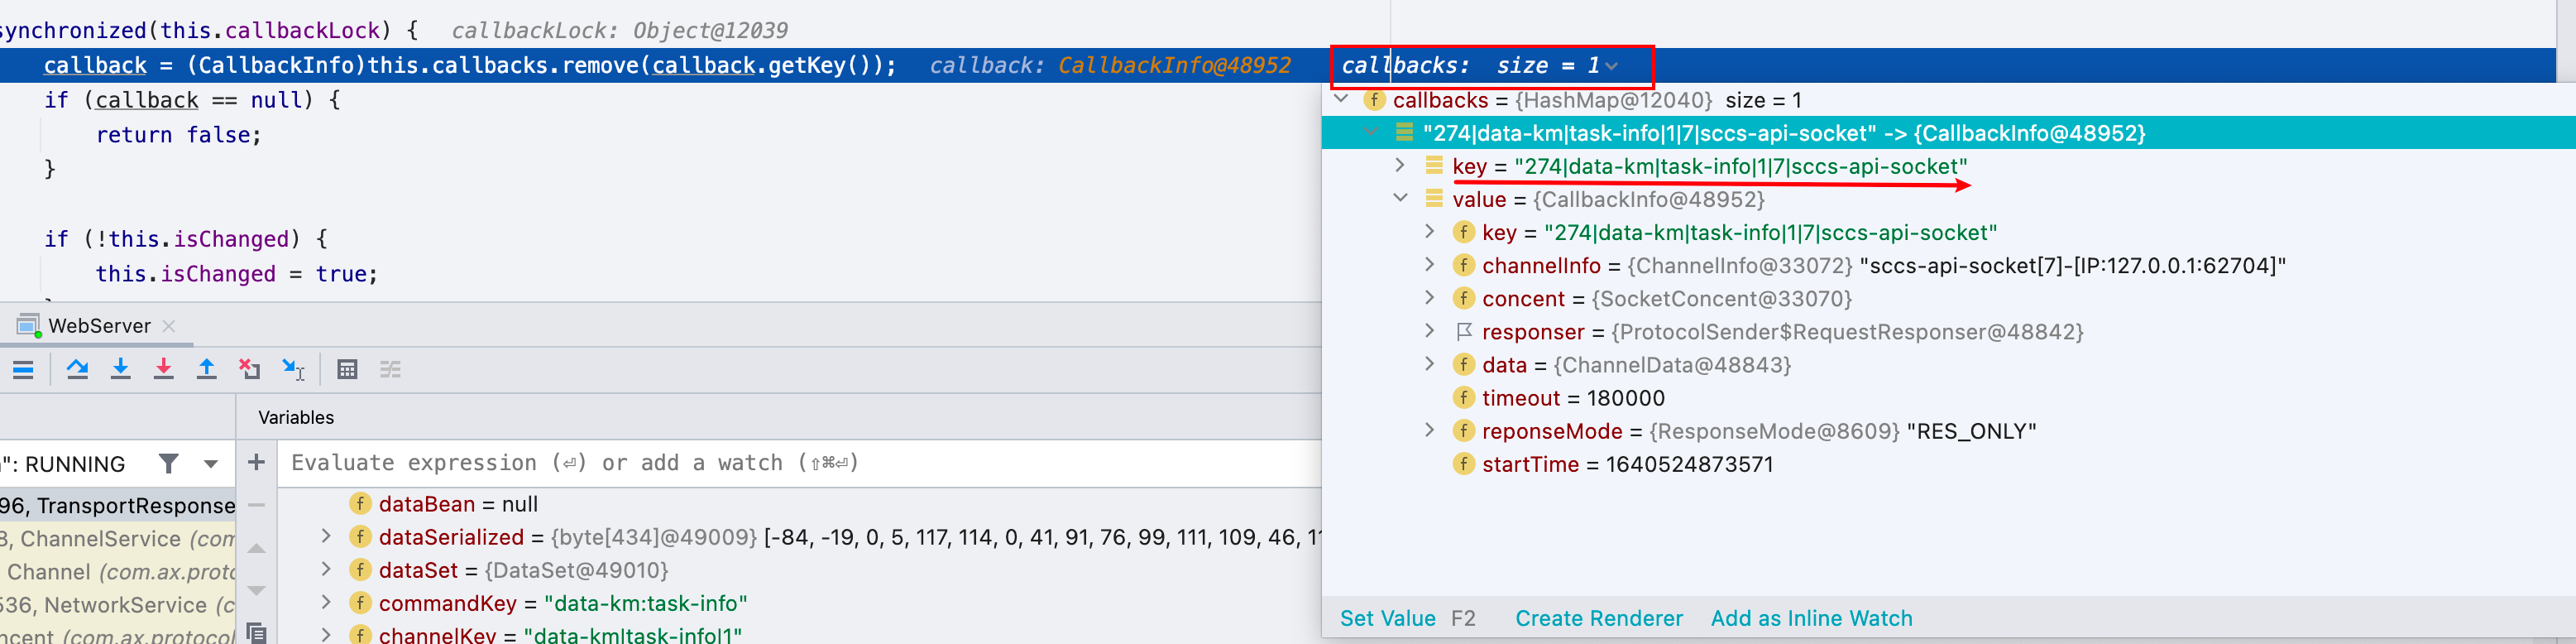 synchronized(this.callbackLock) {   callbackLock: Object@12039
callback = (CallbackInfo)this.callbacks.remove(callback.getKey());   callback: CallbackInfo@48952   callbacks:  size = 1
if (callback == null) {
return false;
}
if (!this.isChanged) {
this.isChanged = true;
callbacks = {HashMap@12040}  size = 1
"274|data-km|task-info|1|7|sccs-api-socket" -> {CallbackInfo@48952}
key = "274|data-km|task-info|1|7|sccs-api-socket"
value = {CallbackInfo@48952}
key = "274|data-km|task-info|1|7|sccs-api-socket"
channelInfo = {ChannelInfo@33072} "sccs-api-socket[7]-[IP:127.0.0.1:62704]"
concent = {SocketConcent@33070}
responser = {ProtocolSender$RequestResponser@48842}
data = {ChannelData@48843}
timeout = 180000
reponseMode = {ResponseMode@8609} "RES_ONLY"
startTime = 1640524873571
Set Value F2   Create Renderer   Add as Inline Watch
WebServer
Variables
": RUNNING
Evaluate expression (⏎) or add a watch (⇧⌘⏎)
96, TransportResponse
8, ChannelService (com
Channel (com.ax.proto
536, NetworkService (c
ncent (com.ax.protocol
dataBean = null
dataSerialized = {byte[434]@49009} [-84, -19, 0, 5, 117, 114, 0, 41, 91, 76, 99, 111, 109, 46, 11
dataSet = {DataSet@49010}
commandKey = "data-km:task-info"
channelKey = "data-km|task-info|1"